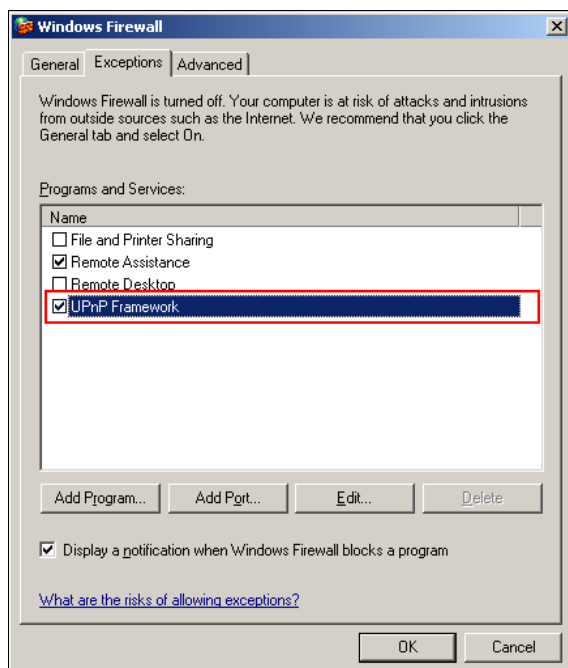 Windows Firewall
General Exceptions Advanced
Windows Firewall is turned off. Your computer is at risk of attacks and intrusions
from outside sources such as the Internet. We recommend that you click the
General tab and select On.
Programs and Services:
Name
File and Printer Sharing
Remote Assistance
Remote Desktop
UPnP Framework
Add Program... Add Port... Edit... Delete
Display a notification when Windows Firewall blocks a program
What are the risks of allowing exceptions?
OK Cancel